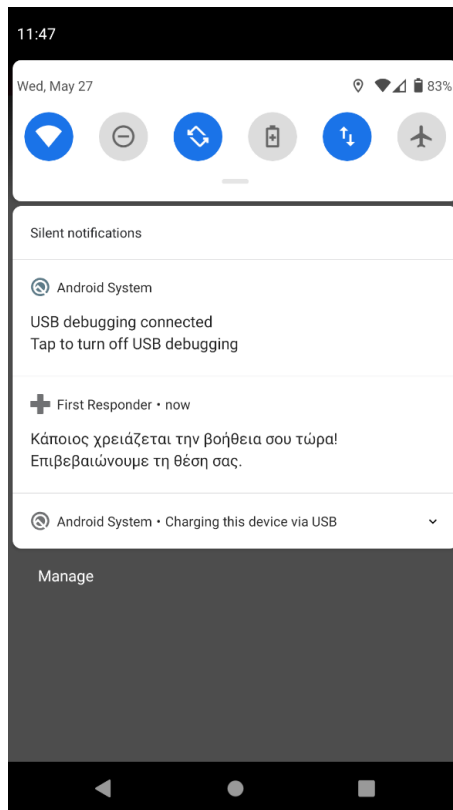 11:47
Wed, May 27
83%
Silent notifications
Android System
USB debugging connected
Tap to turn off USB debugging
First Responder • now
Κάποιος χρειάζεται την βοήθεια σου τώρα!
Επιβεβαιώνουμε τη θέση σας.
Android System • Charging this device via USB
Manage